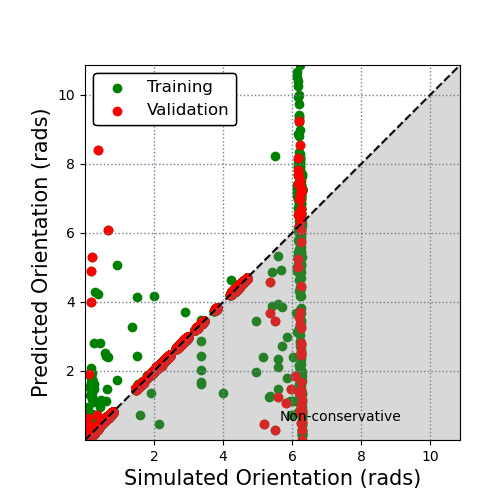 Training
Validation
10
8
6
4
2
Predicted Orientation (rads)
Non-conservative
2
4
6
8
10
Simulated Orientation (rads)